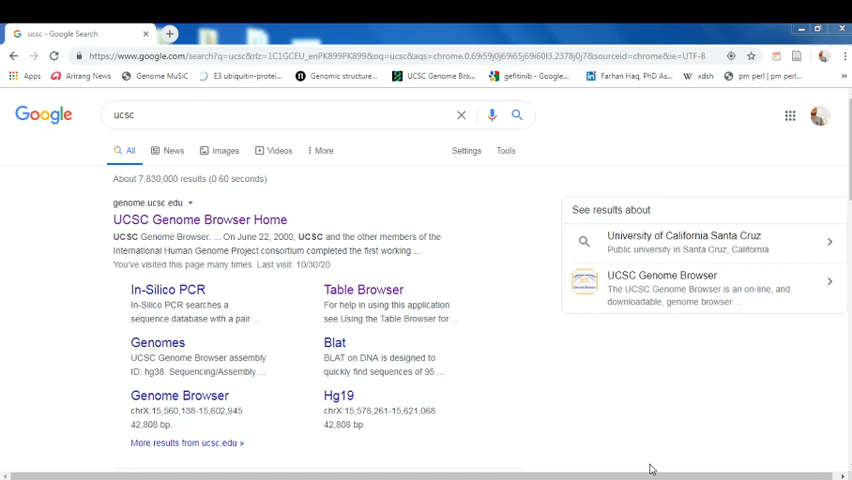 ucsc - Google Search
https://www.google.com/search?q=ucsc&rlz=1C1GCEU_enPK899PK899&oq=ucsc&aqs=chrome.0.69i59j0j69i65j69i60l3.2378j0j7&sourceid=chrome&ie=UTF-8
Apps Arirang News Genome MuSiC E3 ubiquitin-protei... Genomic structure... UCSC Genome Bro... gefitinib - Google... Farhan Haq, PhD As... xdsh pm perl | pm perl...
Google
ucsc
All News Images Videos More Settings Tools
About 7,830,000 results (0.60 seconds)
genome.ucsc.edu
UCSC Genome Browser Home
UCSC Genome Browser. ... On June 22, 2000, UCSC and the other members of the
International Human Genome Project consortium completed the first working ...
You've visited this page many times. Last visit: 10/30/20
In-Silico PCR
In-Silico PCR searches a
sequence database with a pair ...
Table Browser
For help in using this application
see Using the Table Browser for ...
Genomes
UCSC Genome Browser assembly
ID: hg38. Sequencing/Assembly ...
Blat
BLAT on DNA is designed to
quickly find sequences of 95 ...
Genome Browser
chrX:15,560,138-15,602,945
42,808 bp.
Hg19
chrX:15,578,261-15,621,068
42,808 bp.
More results from ucsc.edu »
See results about
University of California Santa Cruz
Public university in Santa Cruz, California
UCSC Genome Browser
The UCSC Genome Browser is an on-line, and
downloadable, genome browser ...